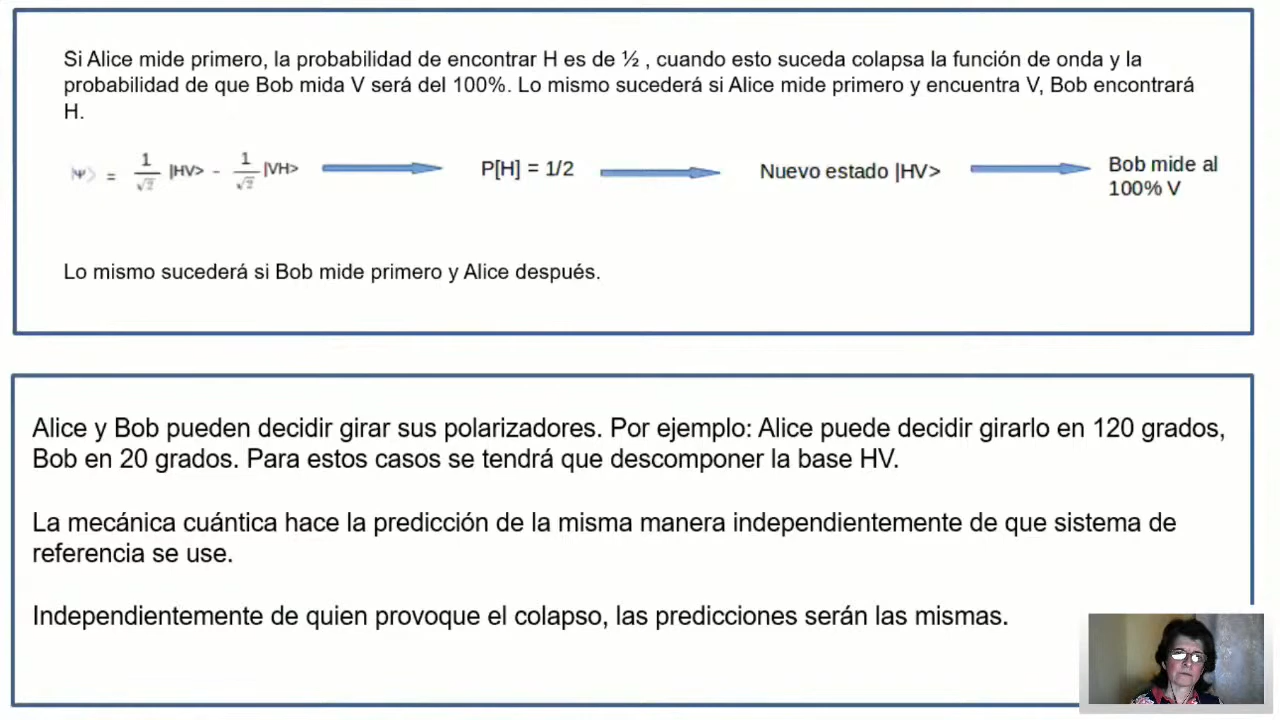 Si Alice mide primero, la probabilidad de encontrar H es de ½ , cuando esto suceda colapsa la función de onda y la
probabilidad de que Bob mida V será del 100%. Lo mismo sucederá si Alice mide primero y encuentra V, Bob encontrará
H.
|Ψ> = 1/√2 |HV> - 1/√2 |VH>
P[H] = 1/2
Nuevo estado |HV>
Bob mide al
100% V
Lo mismo sucederá si Bob mide primero y Alice después.
Alice y Bob pueden decidir girar sus polarizadores. Por ejemplo: Alice puede decidir girarlo en 120 grados,
Bob en 20 grados. Para estos casos se tendrá que descomponer la base HV.
La mecánica cuántica hace la predicción de la misma manera independientemente de que sistema de
referencia se use.
Independientemente de quien provoque el colapso, las predicciones serán las mismas.